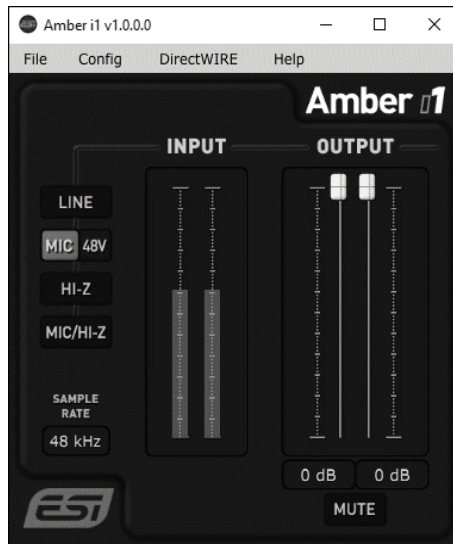 ESI Amber i1 v1.0.0.0
File Config DirectWIRE Help
Amber i1
INPUT OUTPUT
LINE
MIC 48V
HI-Z
MIC/HI-Z
SAMPLE
RATE
48 kHz
0 dB 0 dB
MUTE
ESI